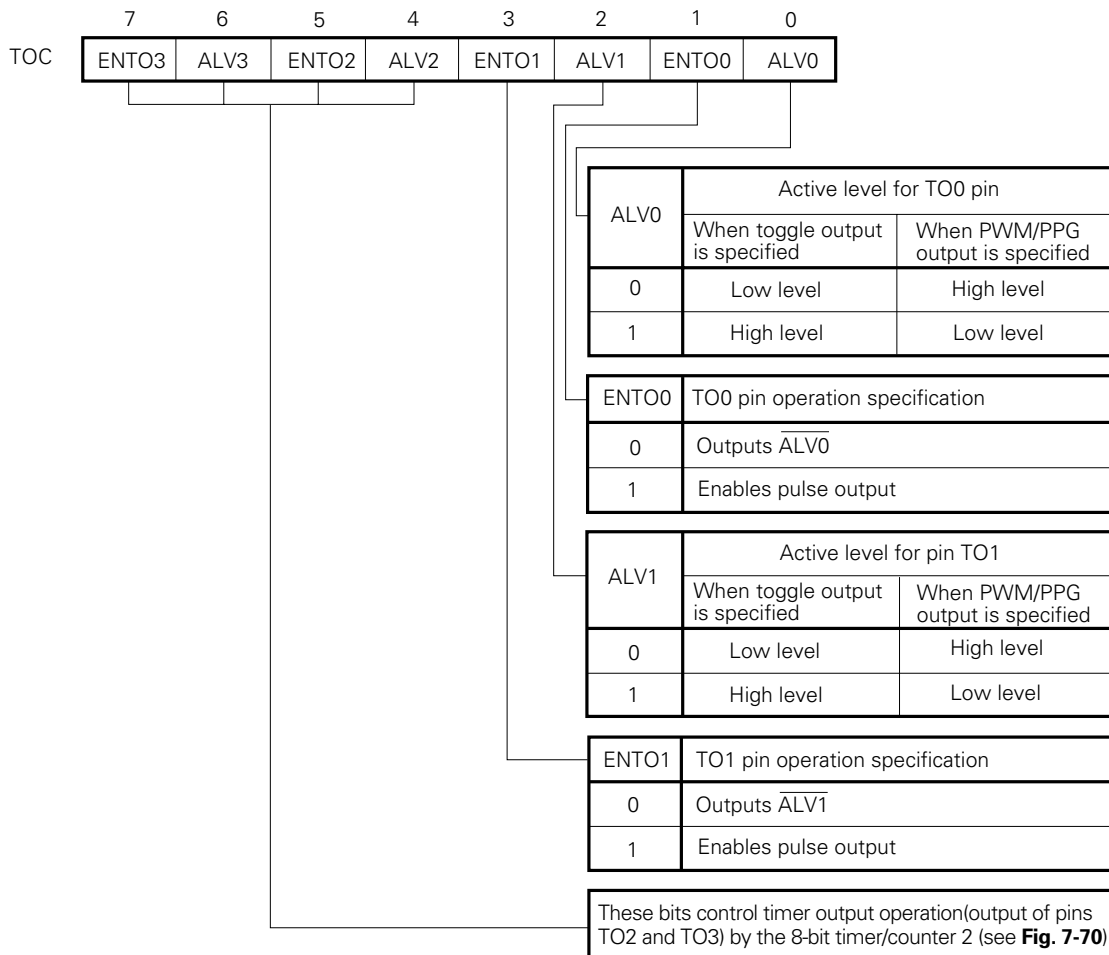 7 6 5 4 3 2 1 0
TOC ENTO3 ALV3 ENTO2 ALV2 ENTO1 ALV1 ENTO0 ALV0
ALV0 Active level for TO0 pin
When toggle output is specified When PWM/PPG output is specified
0 Low level High level
1 High level Low level
ENTO0 TO0 pin operation specification
0 Outputs A̅L̅V̅0̅
1 Enables pulse output
ALV1 Active level for pin TO1
When toggle output is specified When PWM/PPG output is specified
0 Low level High level
1 High level Low level
ENTO1 TO1 pin operation specification
0 Outputs A̅L̅V̅1̅
1 Enables pulse output
These bits control timer output operation(output of pins
TO2 and TO3) by the 8-bit timer/counter 2 (see Fig. 7-70)